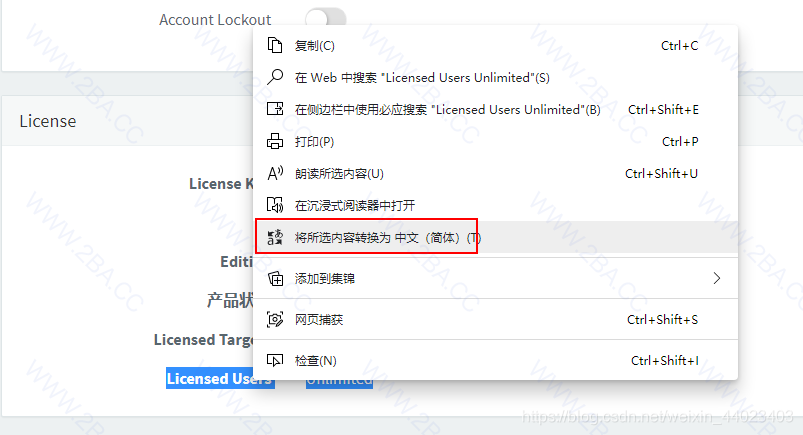 Account Lockout
复制(C) Ctrl+C
在 Web 中搜索 "Licensed Users Unlimited"(S)
License
在侧边栏中使用必应搜索 "Licensed Users Unlimited"(B) Ctrl+Shift+E
打印(P) Ctrl+P
License K
朗读所选内容(U) Ctrl+Shift+U
在沉浸式阅读器中打开
将所选内容转换为 中文（简体）(T)
Editi
产品状
添加到集锦
网页捕获 Ctrl+Shift+S
Licensed Targe
检查(N) Ctrl+Shift+I
Licensed Users Unlimited
WWW.2BA.CC
https://blog.csdn.net/weixin_44023403